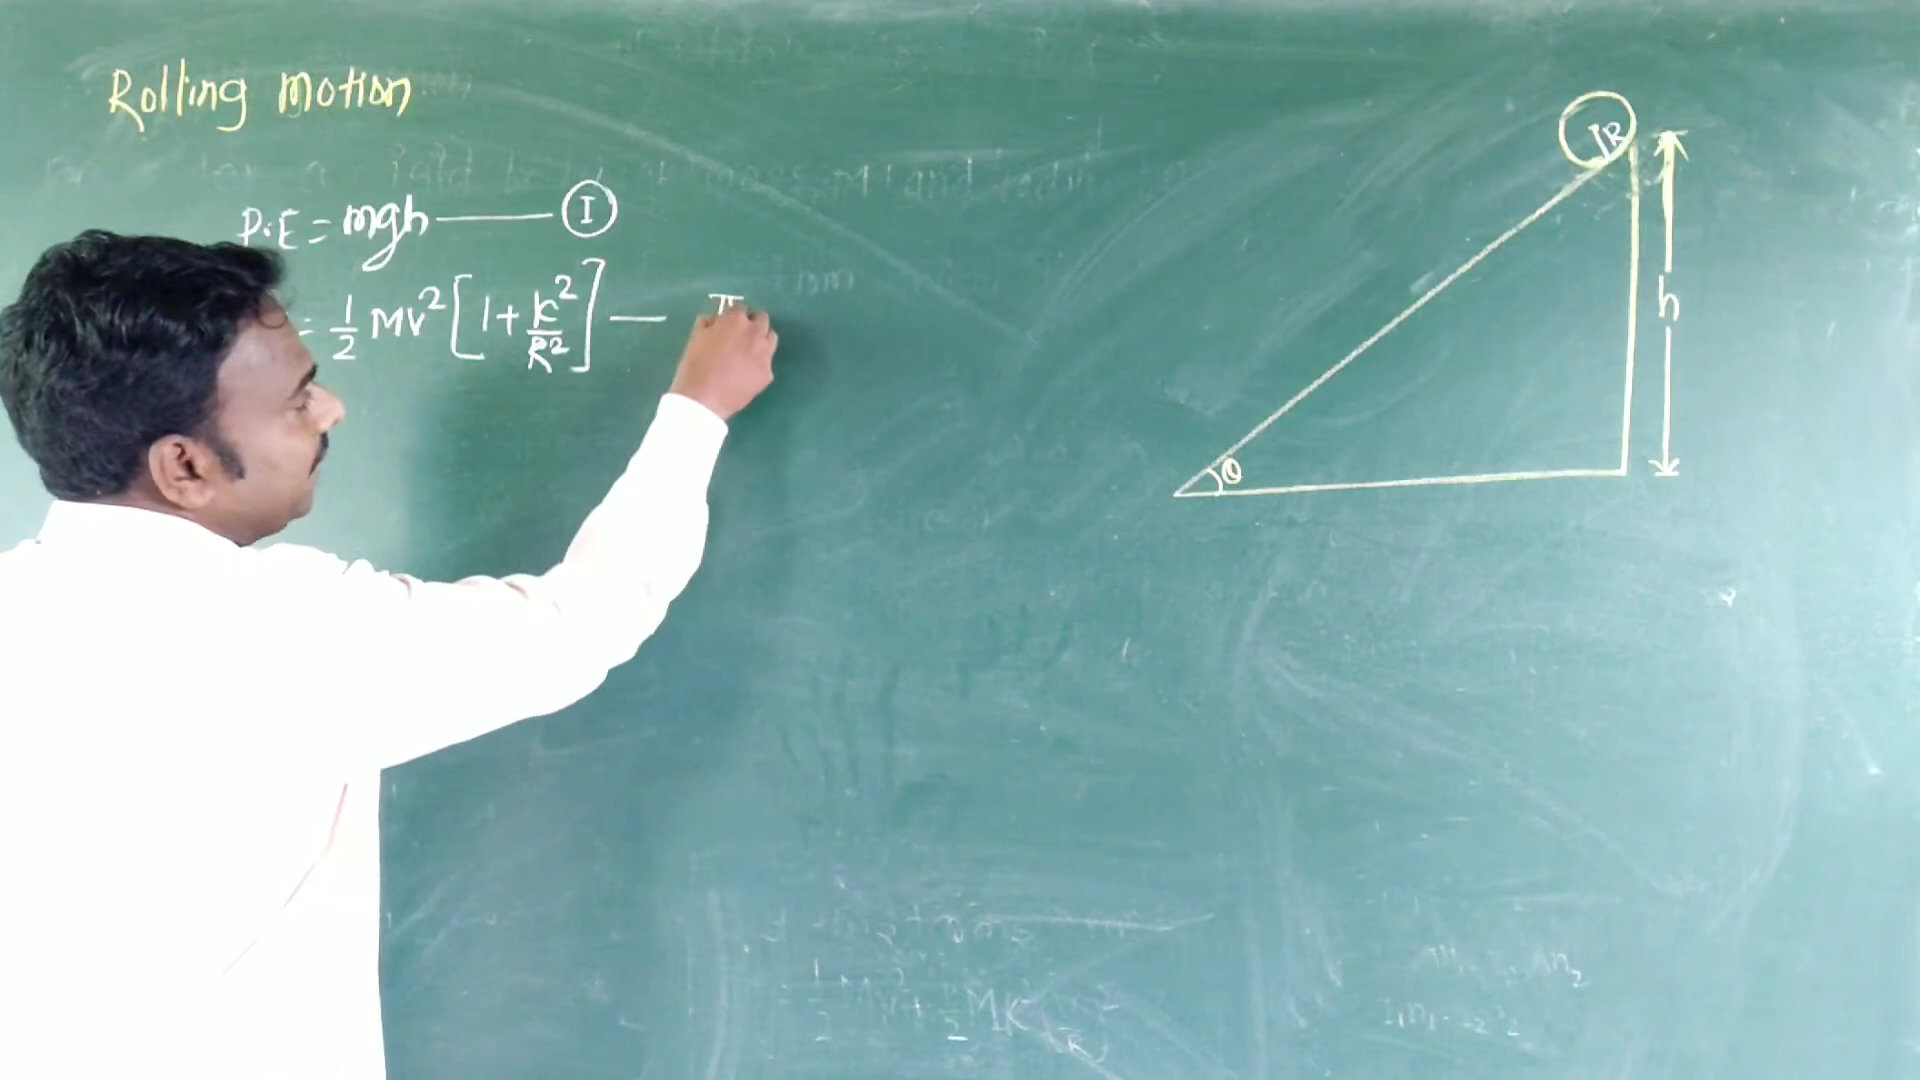 Rolling motion
P.E = mgh —— (I)
= 1/2 MV² [1 + K²/R²] — II
R
h
θ